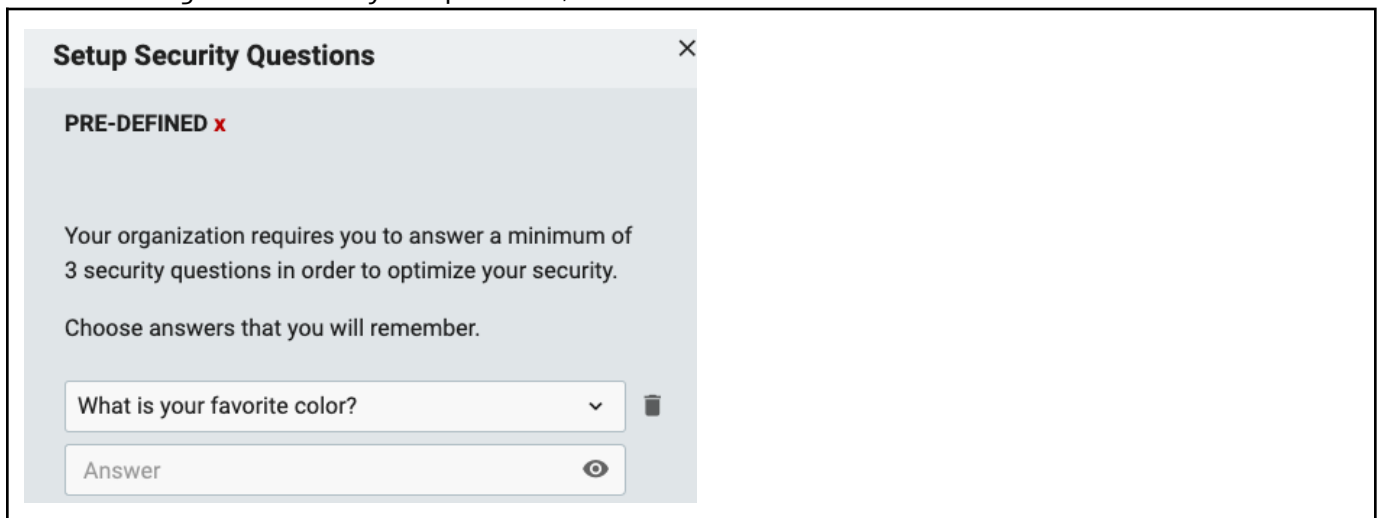 Setup Security Questions
PRE-DEFINED x
Your organization requires you to answer a minimum of
3 security questions in order to optimize your security.
Choose answers that you will remember.
What is your favorite color?
Answer